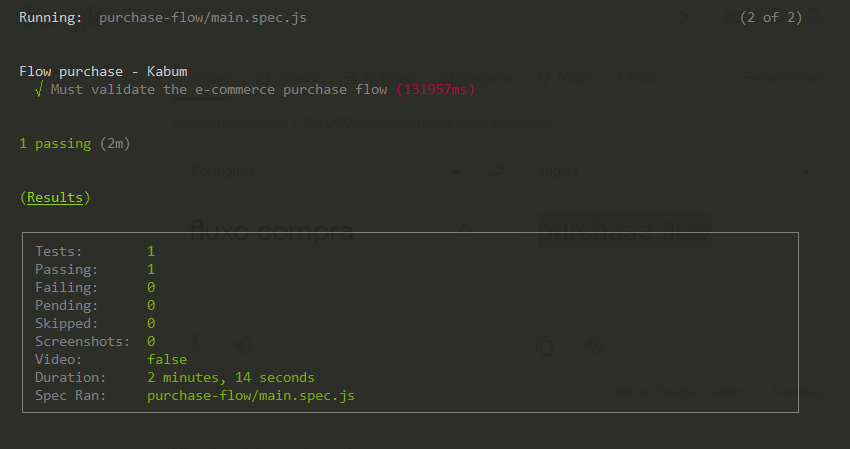 Running: purchase-flow/main.spec.js (2 of 2)
Flow purchase - Kabum
√ Must validate the e-commerce purchase flow (131957ms)
1 passing (2m)
(Results)
Tests: 1
Passing: 1
Failing: 0
Pending: 0
Skipped: 0
Screenshots: 0
Video: false
Duration: 2 minutes, 14 seconds
Spec Ran: purchase-flow/main.spec.js
Português
Inglês
fluxo compra
purchase flow